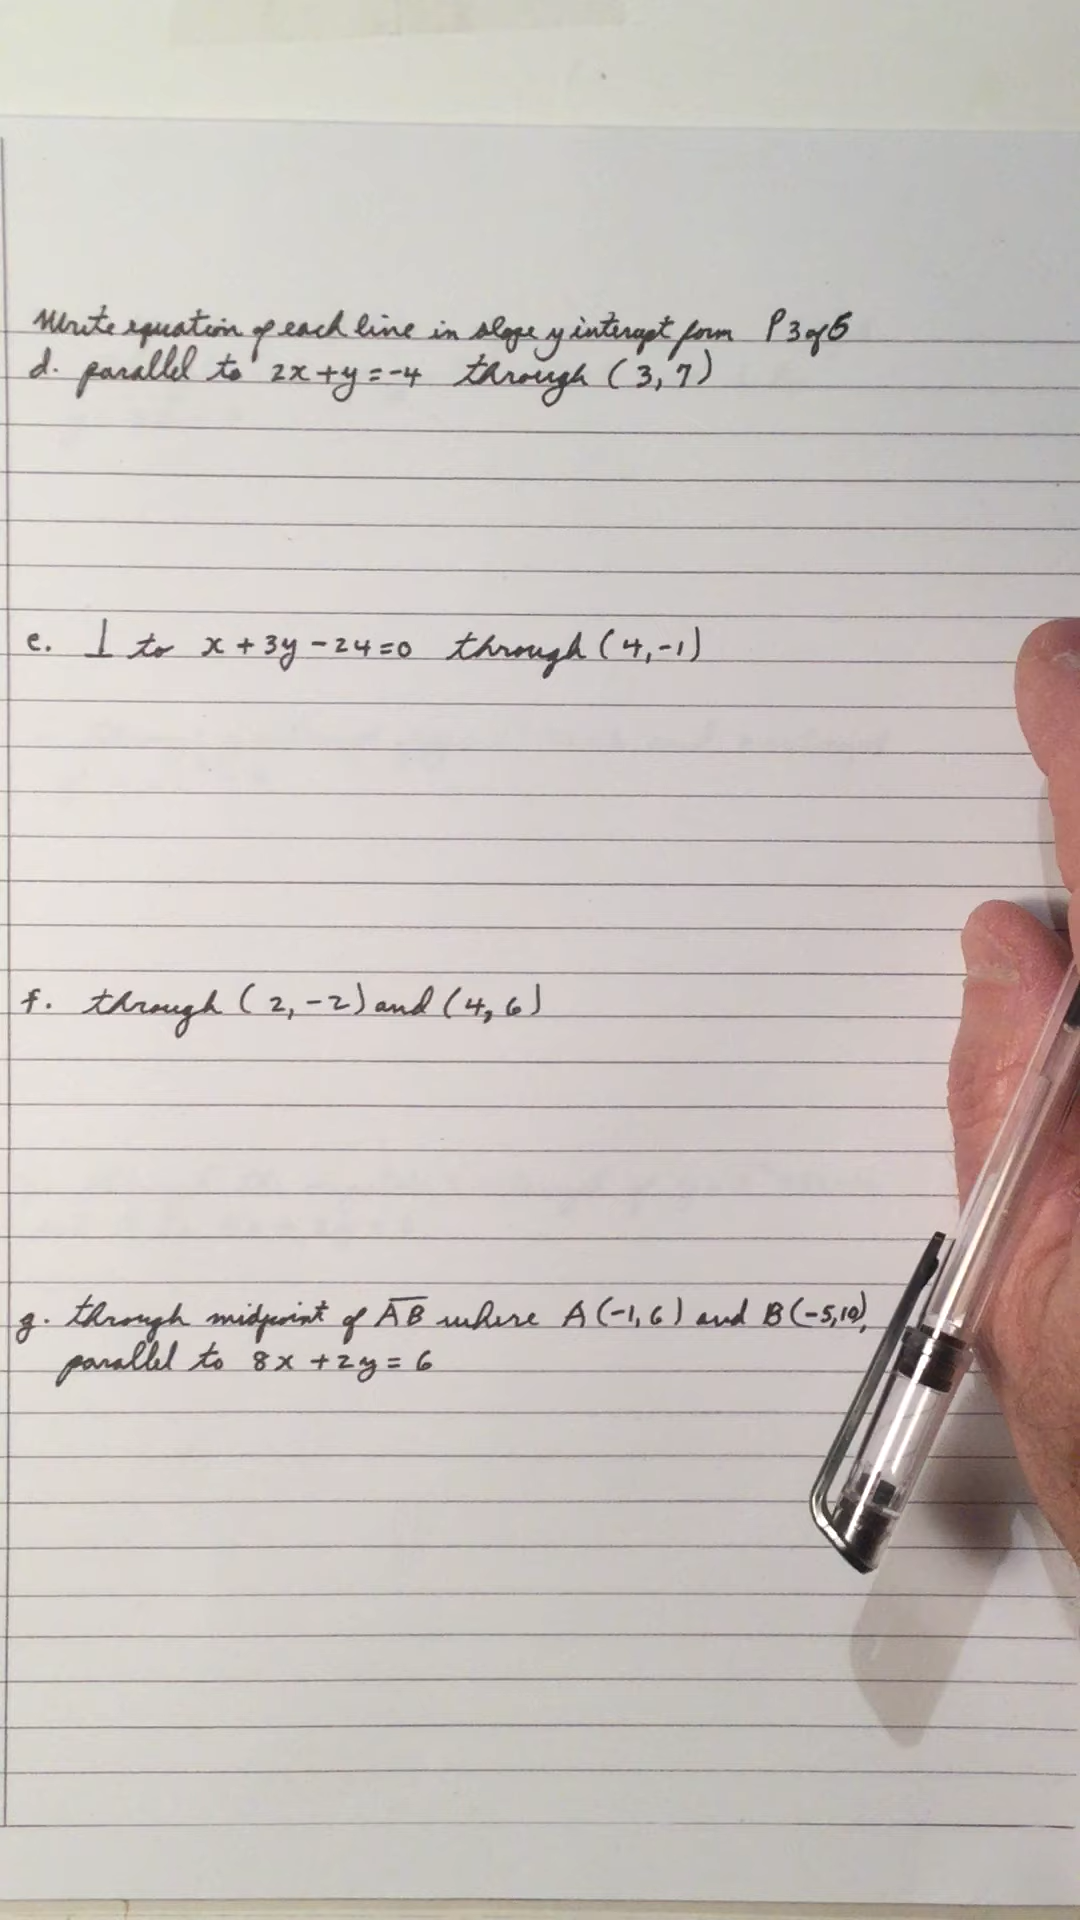 Write equation of each line in slope y intercept form P 3 of 5
d. parallel to 2x + y = -4 through (3, 7)
e. ⊥ to x + 3y - 24 = 0 through (4, -1)
f. through (2, -2) and (4, 6)
g. through midpoint of A̅B̅ where A (-1, 6) and B (-5, 10),
parallel to 8x + 2y = 6